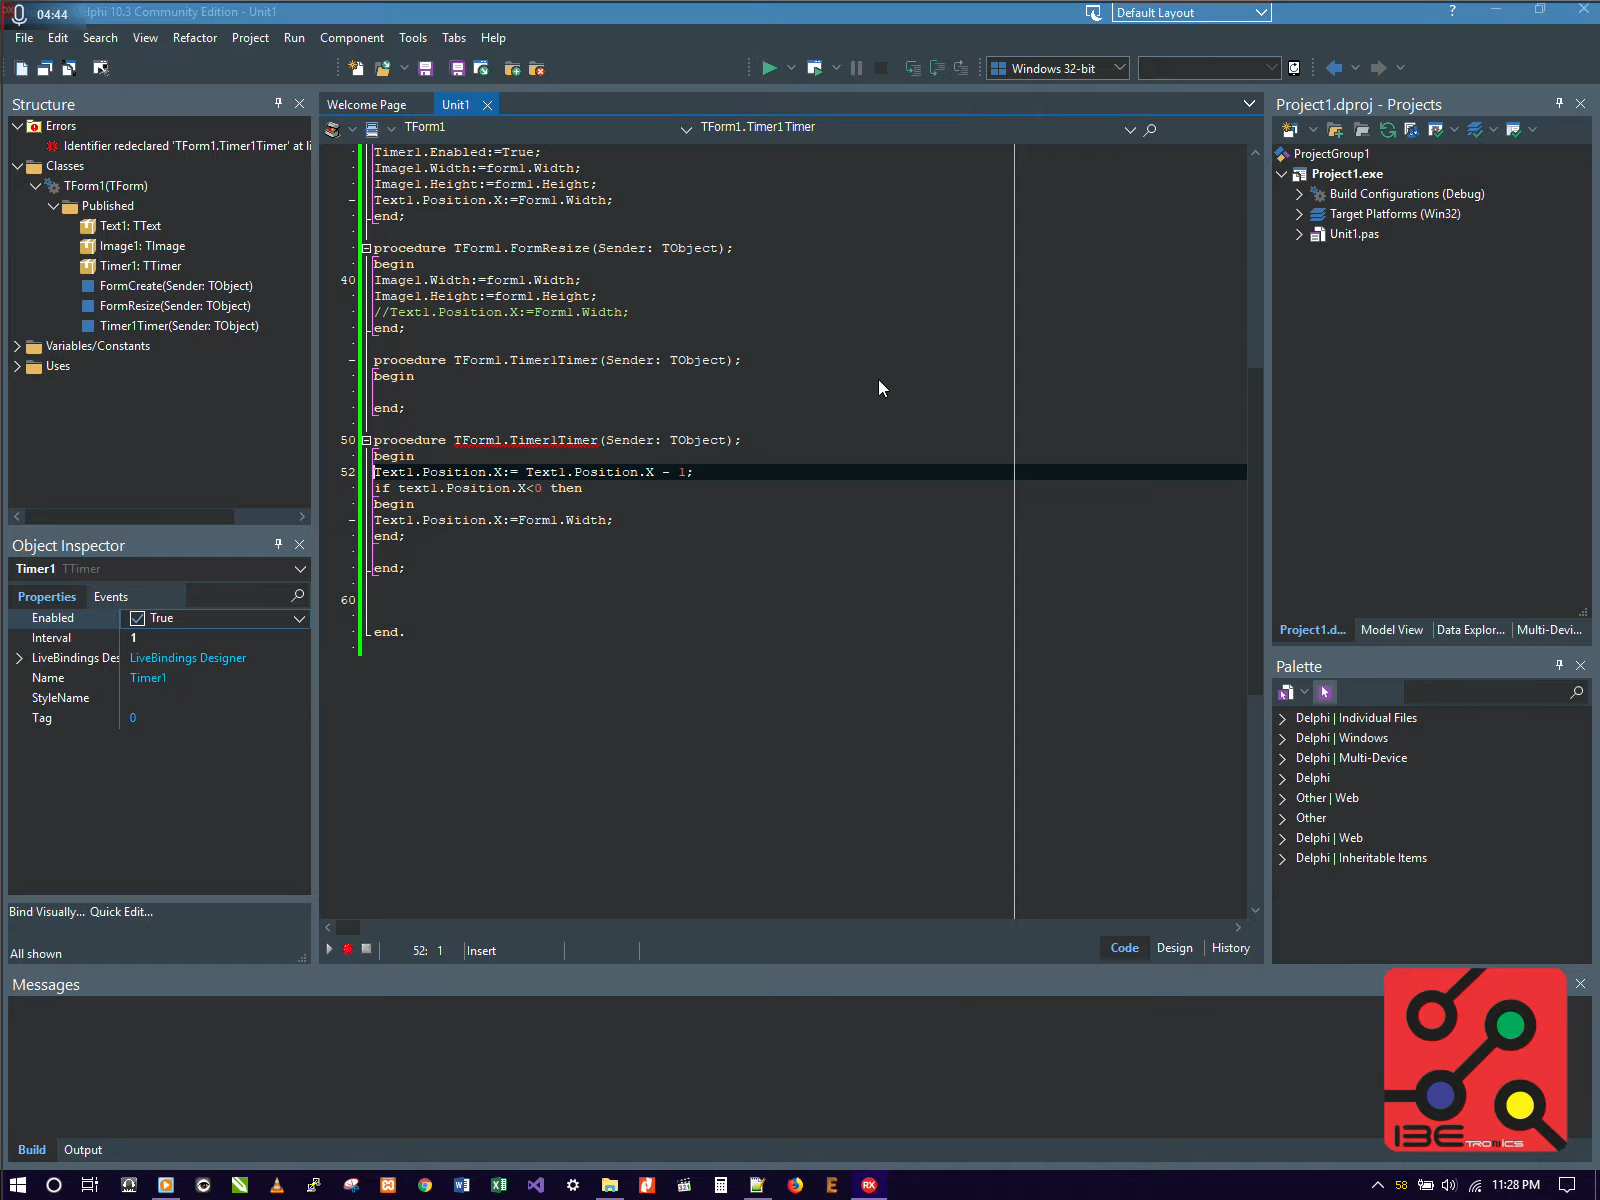 04:44
lphi 10.3 Community Edition - Unit1
Default Layout
?
File Edit Search View Refactor Project Run Component Tools Tabs Help
Windows 32-bit
Structure
Errors
Identifier redeclared 'TForm1.Timer1Timer' at li
Classes
TForm1(TForm)
Published
Text1: TText
Image1: TImage
Timer1: TTimer
FormCreate(Sender: TObject)
FormResize(Sender: TObject)
Timer1Timer(Sender: TObject)
Variables/Constants
Uses
Object Inspector
Timer1 TTimer
Properties Events
Enabled True
Interval 1
LiveBindings Des LiveBindings Designer
Name Timer1
StyleName
Tag 0
Bind Visually... Quick Edit...
All shown
Welcome Page Unit1
TForm1 TForm1.Timer1Timer
Timer1.Enabled:=True;
Image1.Width:=form1.Width;
Image1.Height:=form1.Height;
Text1.Position.X:=Form1.Width;
end;
procedure TForm1.FormResize(Sender: TObject);
begin
40 Image1.Width:=form1.Width;
Image1.Height:=form1.Height;
//Text1.Position.X:=Form1.Width;
end;
procedure TForm1.Timer1Timer(Sender: TObject);
begin
end;
50 procedure TForm1.Timer1Timer(Sender: TObject);
begin
52 Text1.Position.X:= Text1.Position.X - 1;
if text1.Position.X<0 then
begin
Text1.Position.X:=Form1.Width;
end;
end;
60
end.
52: 1 Insert
Code Design History
Project1.dproj - Projects
ProjectGroup1
Project1.exe
Build Configurations (Debug)
Target Platforms (Win32)
Unit1.pas
Project1.d... Model View Data Explor... Multi-Devi...
Palette
Delphi | Individual Files
Delphi | Windows
Delphi | Multi-Device
Delphi
Other | Web
Other
Delphi | Web
Delphi | Inheritable Items
Messages
Build Output
I3E TRONICS
RX
58
11:28 PM